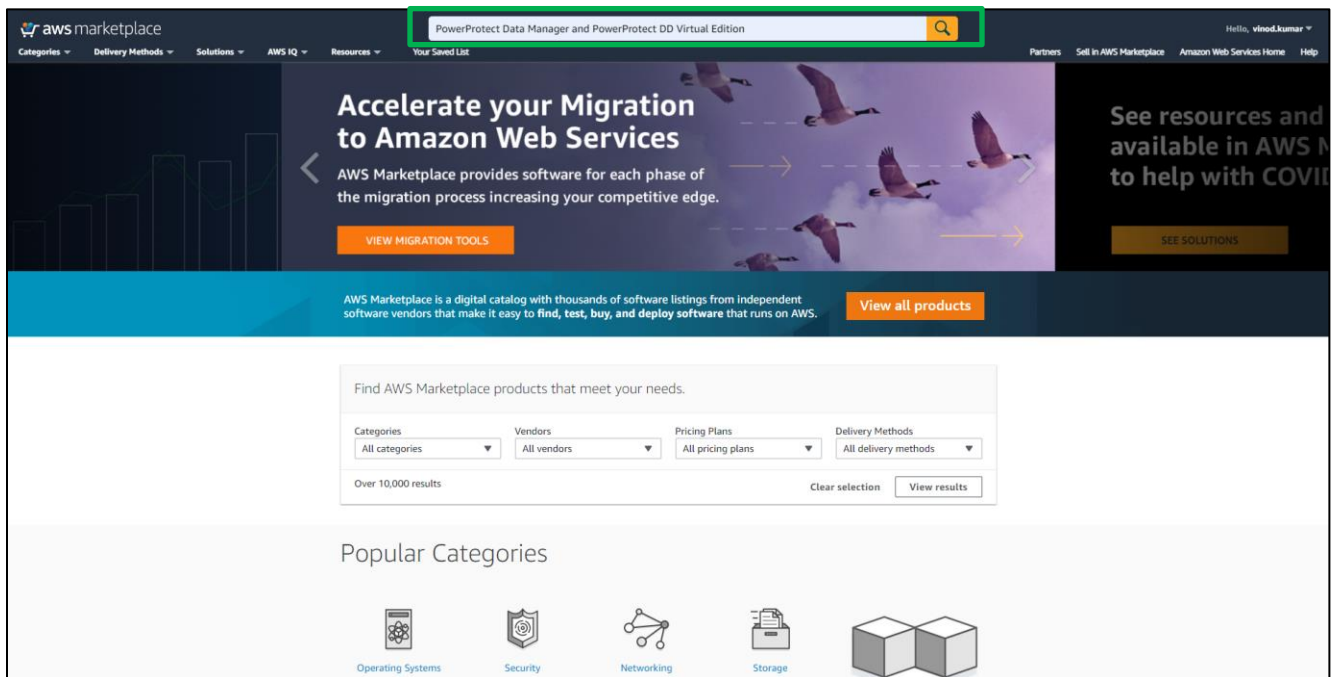 aws marketplace
PowerProtect Data Manager and PowerProtect DD Virtual Edition
Hello, vinod.kumar
Categories Delivery Methods Solutions AWS IQ Resources Your Saved List Partners Sell in AWS Marketplace Amazon Web Services Home Help
Accelerate your Migration
to Amazon Web Services
AWS Marketplace provides software for each phase of
the migration process increasing your competitive edge.
VIEW MIGRATION TOOLS
See resources and
available in AWS
to help with
SEE SOLUTIONS
AWS Marketplace is a digital catalog with thousands of software listings from independent
software vendors that make it easy to find, test, buy, and deploy software that runs on AWS.
View all products
Find AWS Marketplace products that meet your needs.
Categories Vendors Pricing Plans Delivery Methods
All categories All vendors All pricing plans All delivery methods
Over 10,000 results Clear selection View results
Popular Categories
Operating Systems Security Networking Storage